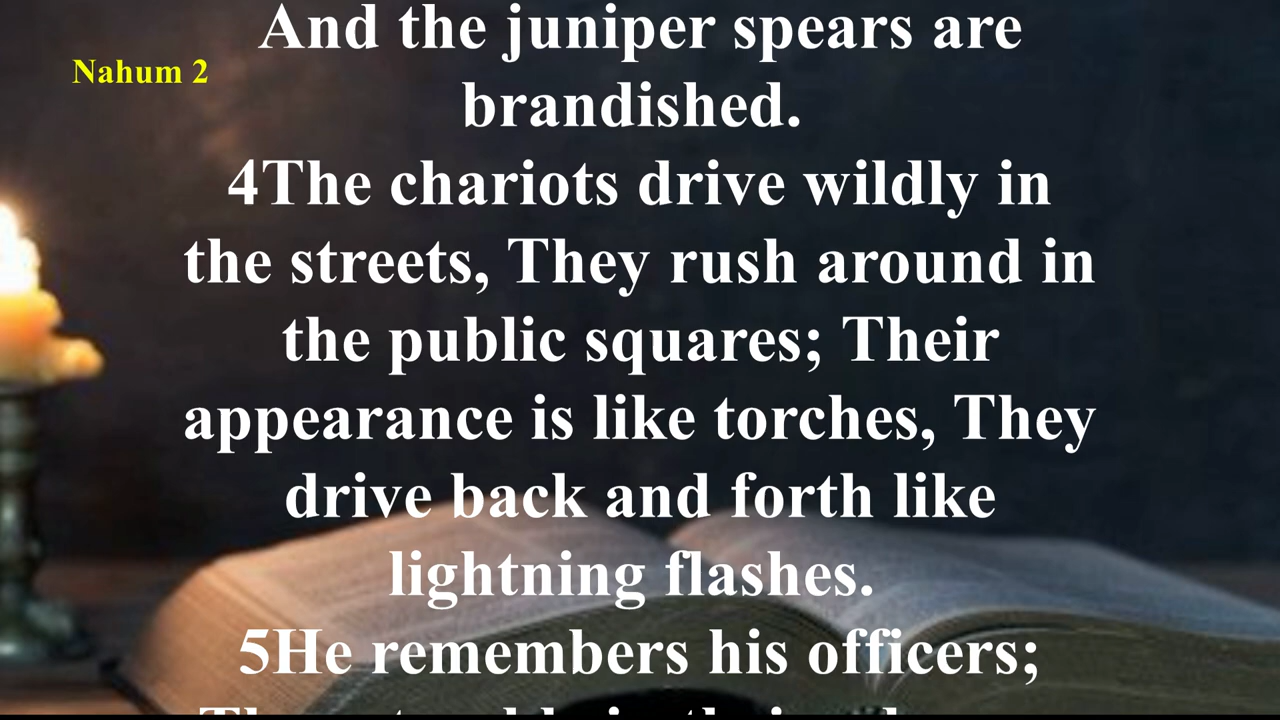 And the juniper spears are
Nahum 2
brandished.
4The chariots drive wildly in
the streets, They rush around in
the public squares; Their
appearance is like torches, They
drive back and forth like
lightning flashes.
5He remembers his officers;